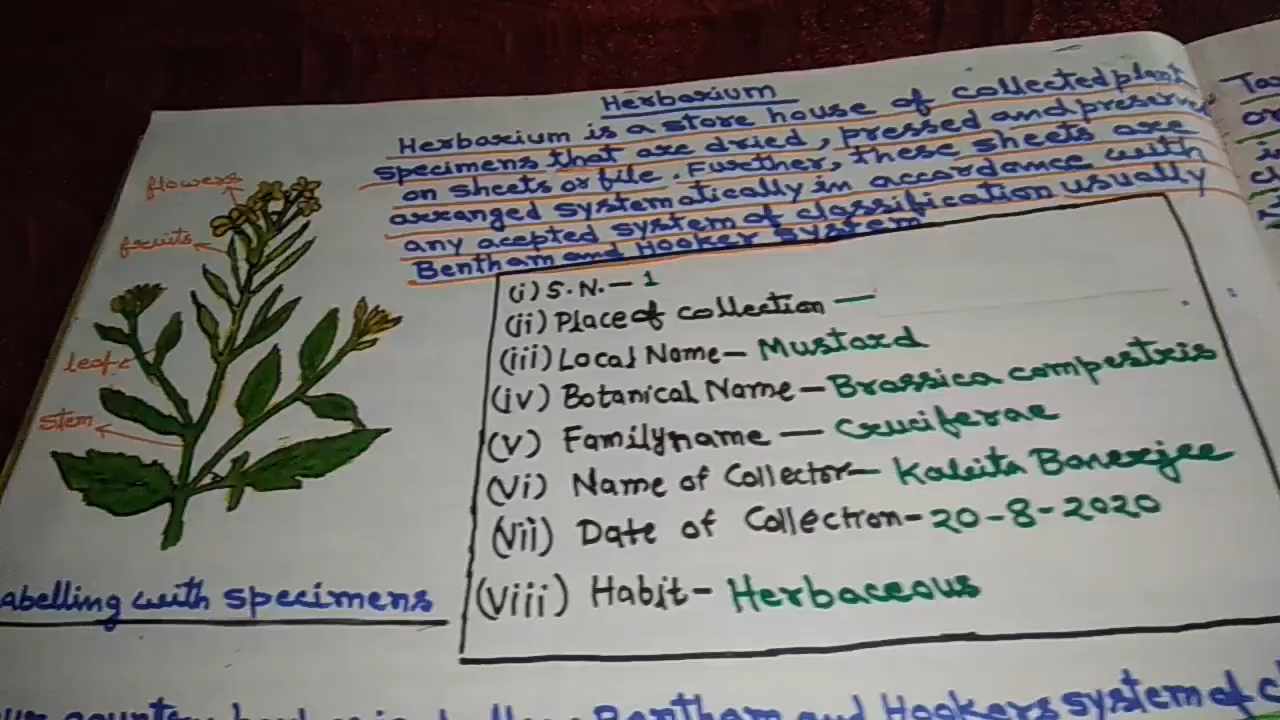 Herbarium
Herbarium is a store house of collected plant
specimens that are dried, pressed and preserved
on sheets or file. Further, these sheets are
arranged systematically in accordance with
any acepted system of classification usually
Bentham and Hooker system
flowers
fruits
leaf
stem
(i) S.N. - 1
(ii) Place of collection —
(iii) Local Name - Mustard
(iv) Botanical Name - Brassica compestris
(v) Family name — Cruciferae
(vi) Name of Collector - Banerjee
(vii) Date of Collection - 20-8-2020
(viii) Habit - Herbaceous
abelling with specimens
Bentham and Hookers system of